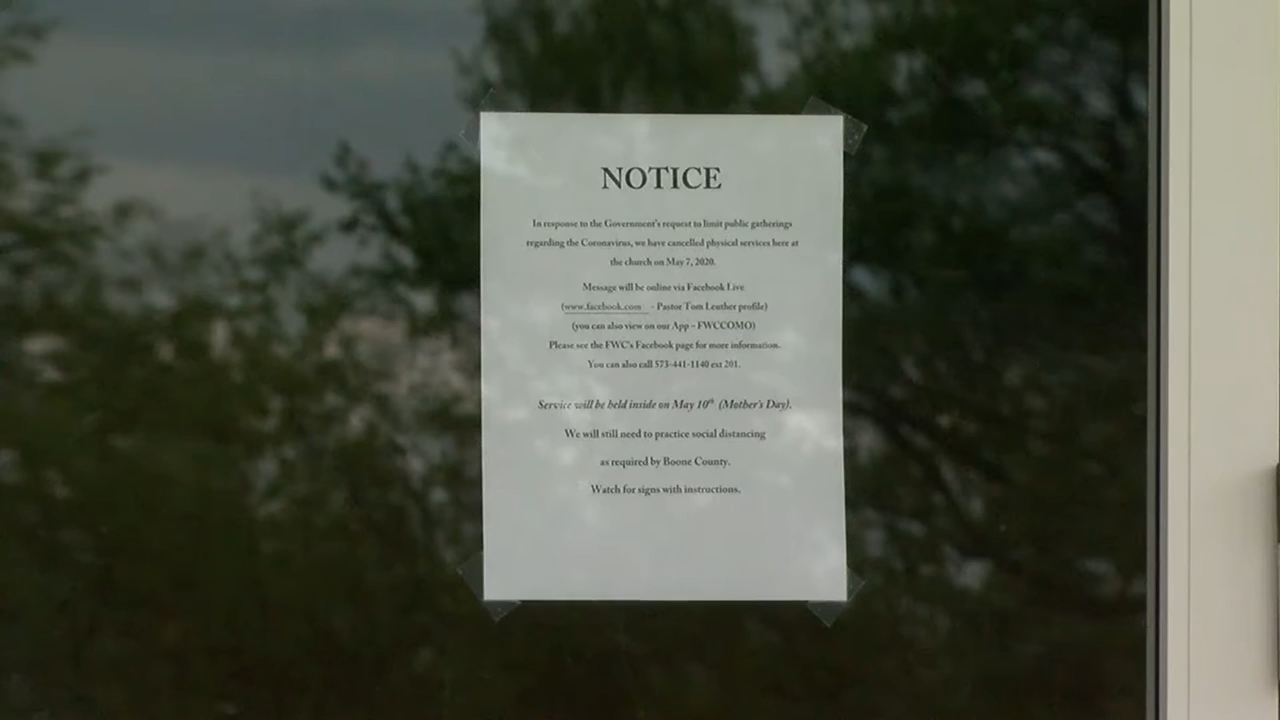 NOTICE
In response to the Government's request to limit public gatherings
regarding the Coronavirus, we have cancelled physical services here at
the church on May 7, 2020.
Message will be online via Facebook Live
(www.facebook.com - Pastor Tom Leuther profile)
(you can also view on our App - FWCCOMO)
Please see the FWC's Facebook page for more information.
You can also call 573-441-1140 ext 201.
Service will be held inside on May 10th (Mother's Day).
We will still need to practice social distancing
as required by Boone County.
Watch for signs with instructions.